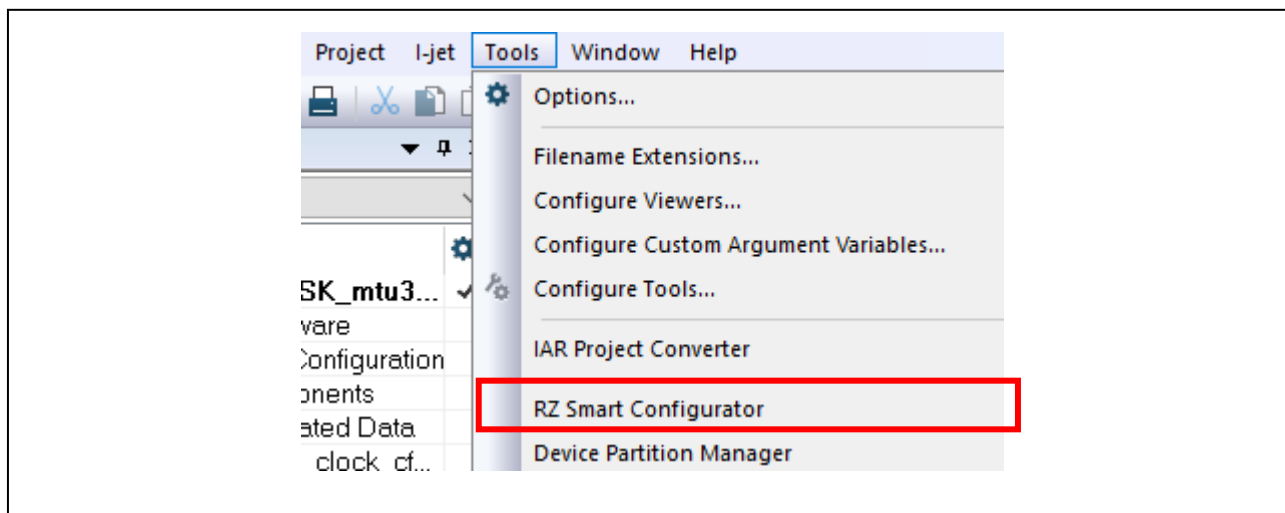 Project I-jet Tools Window Help
Options...
Filename Extensions...
Configure Viewers...
Configure Custom Argument Variables...
SK_mtu3... Configure Tools...
ware
Configuration IAR Project Converter
onents
RZ Smart Configurator
ated Data
clock_cf... Device Partition Manager